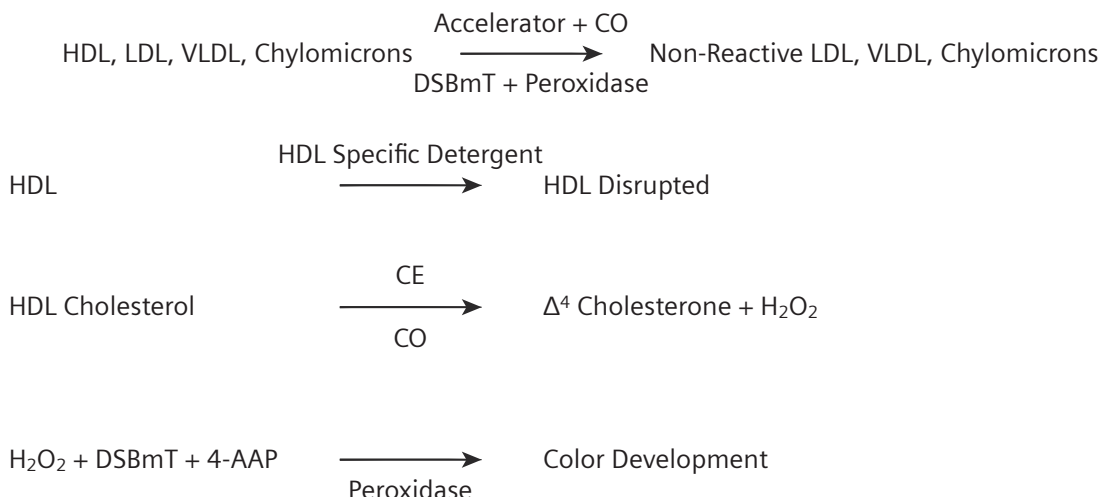 Accelerator + CO
HDL, LDL, VLDL, Chylomicrons Non-Reactive LDL, VLDL, Chylomicrons
DSBmT + Peroxidase
HDL Specific Detergent
HDL HDL Disrupted
CE
HDL Cholesterol Δ⁴ Cholesterone + H₂O₂
CO
H₂O₂ + DSBmT + 4-AAP Color Development
Peroxidase